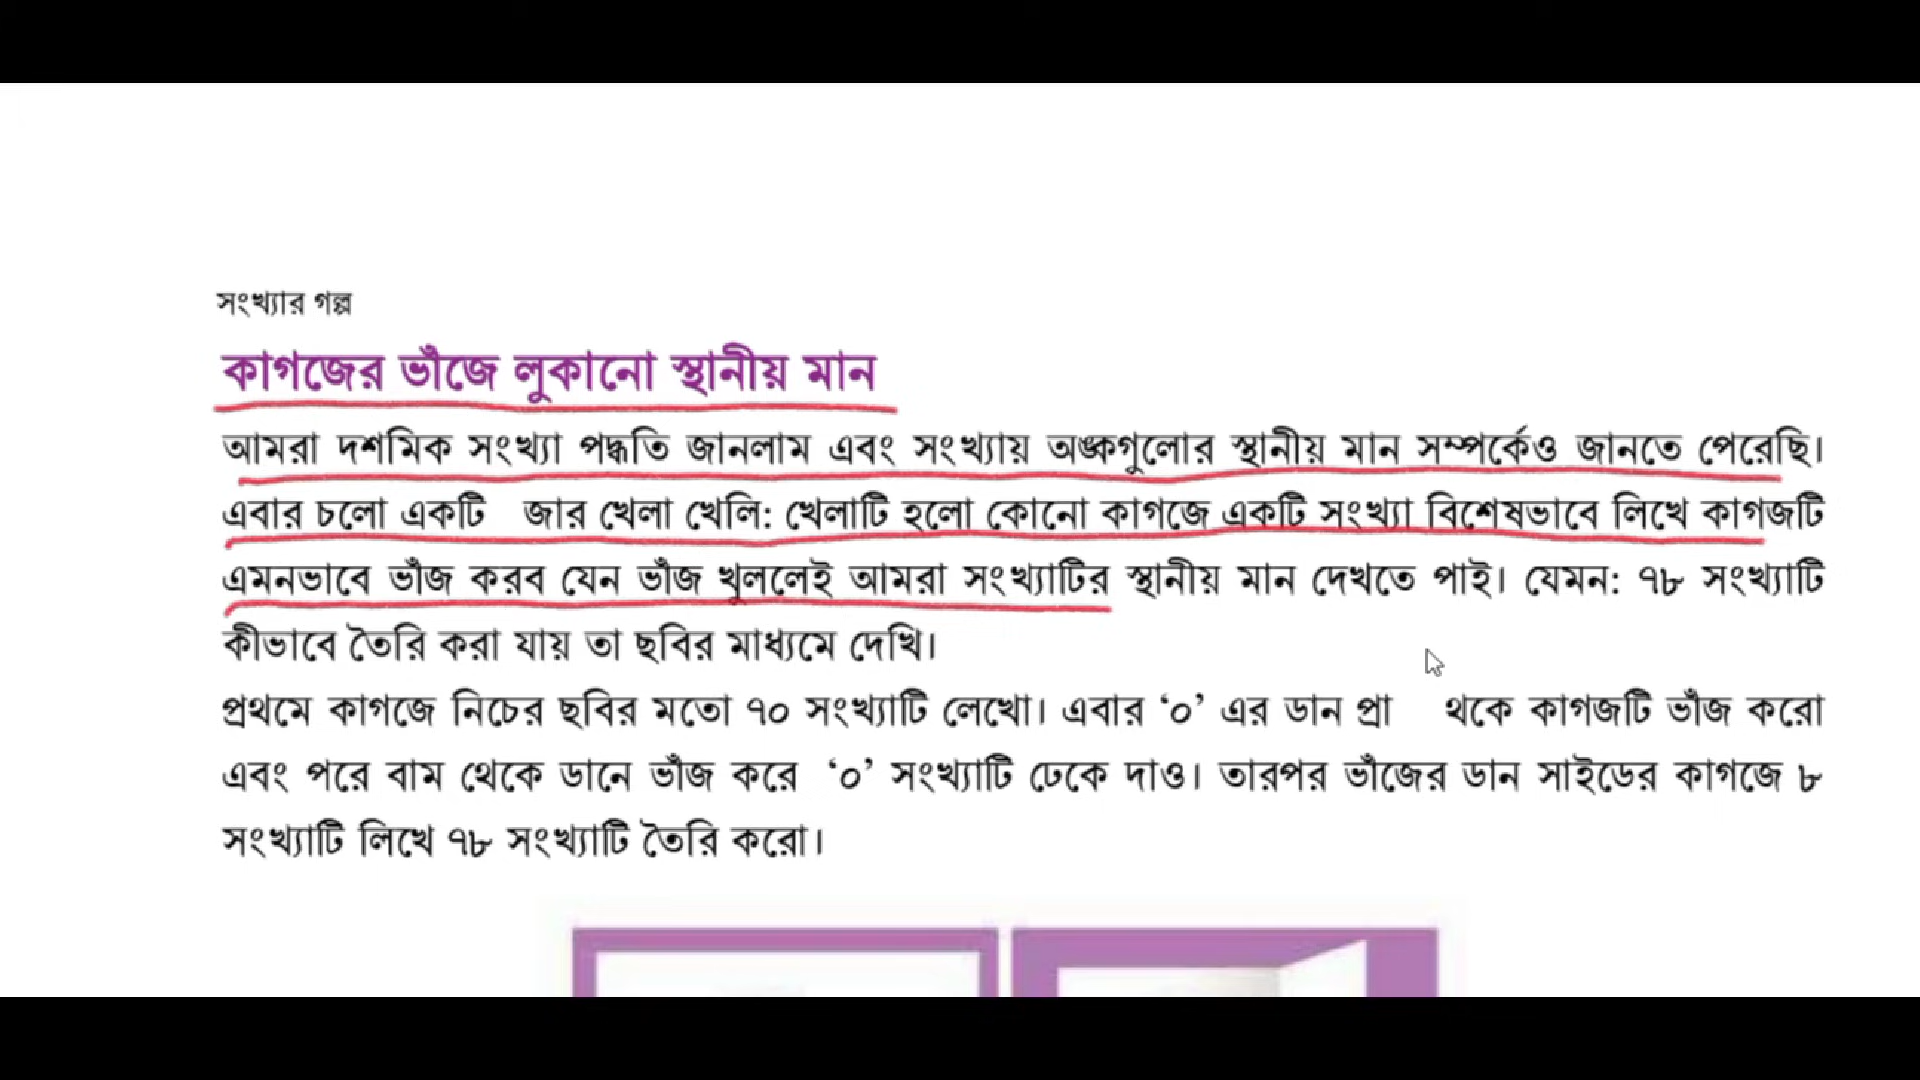 সংখ্যার গল্প
কাগজের ভাঁজে লুকানো স্থানীয় মান
আমরা দশমিক সংখ্যা পদ্ধতি জানলাম এবং সংখ্যায় অঙ্কগুলোর স্থানীয় মান সম্পর্কেও জানতে পেরেছি।
এবার চলো একটি জার খেলা খেলি: খেলাটি হলো কোনো কাগজে একটি সংখ্যা বিশেষভাবে লিখে কাগজটি
এমনভাবে ভাঁজ করব যেন ভাঁজ খুললেই আমরা সংখ্যাটির স্থানীয় মান দেখতে পাই। যেমন: ৭৮ সংখ্যাটি
কীভাবে তৈরি করা যায় তা ছবির মাধ্যমে দেখি।
প্রথমে কাগজে নিচের ছবির মতো ৭০ সংখ্যাটি লেখো। এবার ‘০’ এর ডান প্রা থকে কাগজটি ভাঁজ করো
এবং পরে বাম থেকে ডানে ভাঁজ করে ‘০’ সংখ্যাটি ঢেকে দাও। তারপর ভাঁজের ডান সাইডের কাগজে ৮
সংখ্যাটি লিখে ৭৮ সংখ্যাটি তৈরি করো।